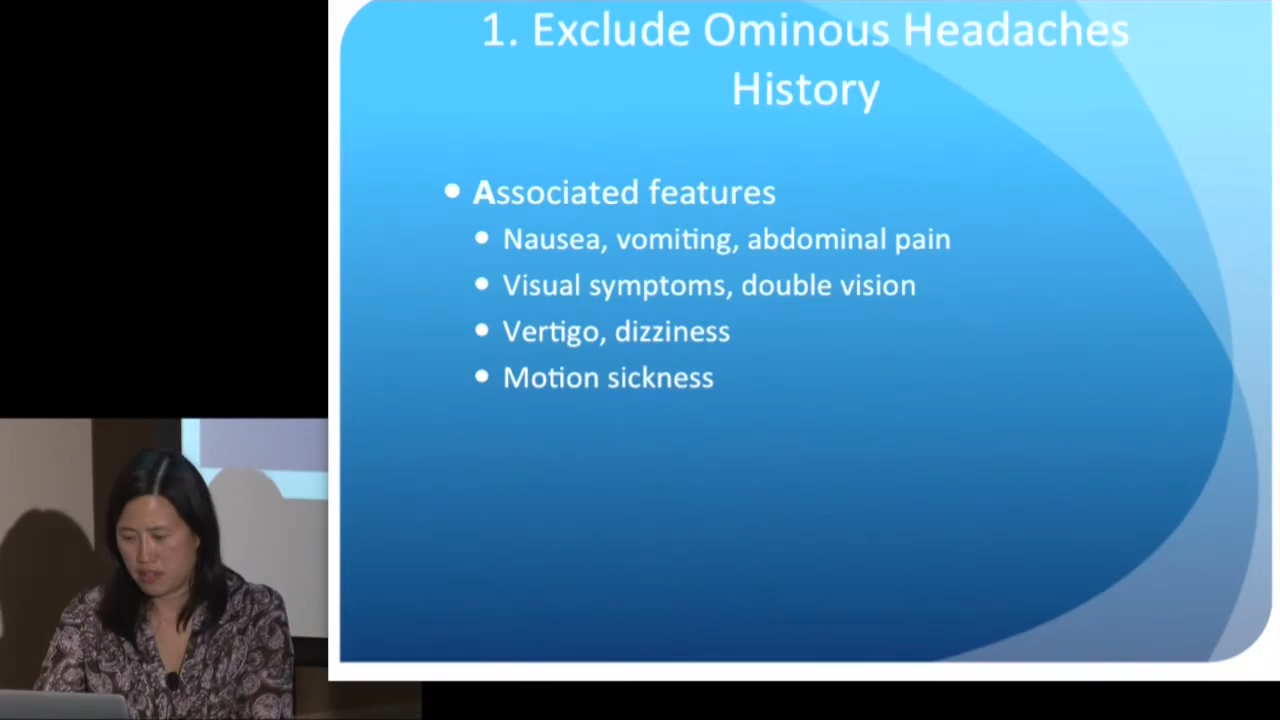 1. Exclude Ominous Headaches
History
• Associated features
• Nausea, vomiting, abdominal pain
• Visual symptoms, double vision
• Vertigo, dizziness
• Motion sickness